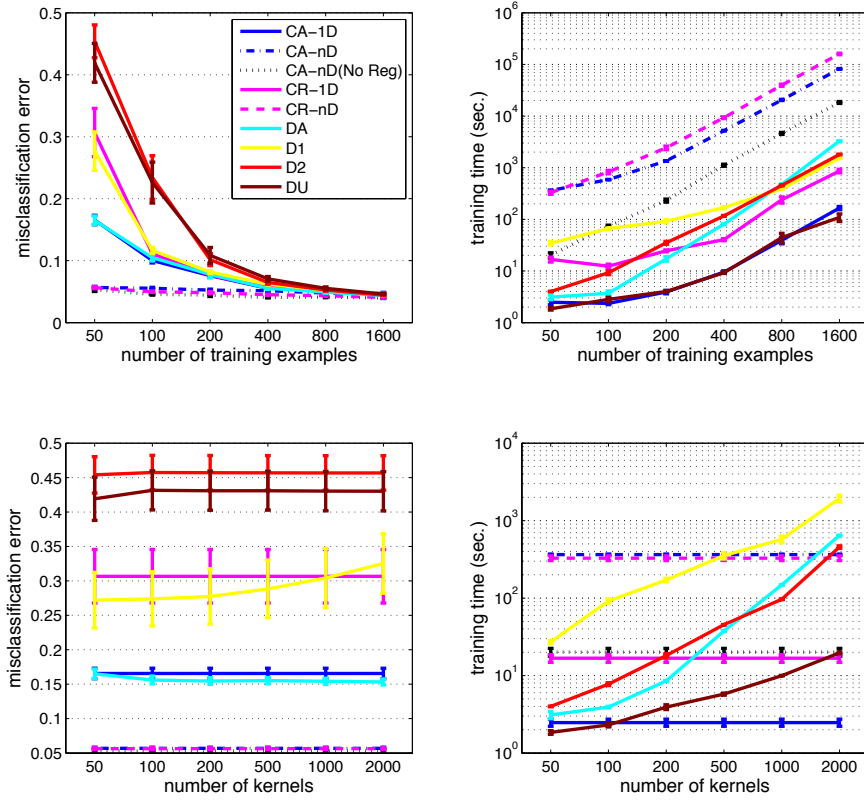 0.5
0.4
0.3
0.2
0.1
0.05
0
misclassification error
50 100 200 400 800 1600
number of training examples
CA−1D
CA−nD
CA−nD(No Reg)
CR−1D
CR−nD
DA
D1
D2
DU
10^6
10^5
10^4
10^3
10^2
10^1
10^0
training time (sec.)
50 100 200 400 800 1600
number of training examples
0.5
0.45
0.4
0.35
0.3
0.25
0.2
0.15
0.1
0.05
misclassification error
50 100 200 500 1000 2000
number of kernels
10^4
10^3
10^2
10^1
10^0
training time (sec.)
50 100 200 500 1000 2000
number of kernels